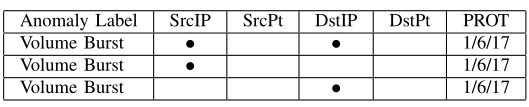 Anomaly Label SrcIP SrcPt DstIP DstPt PROT
Volume Burst • • 1/6/17
Volume Burst • 1/6/17
Volume Burst • 1/6/17